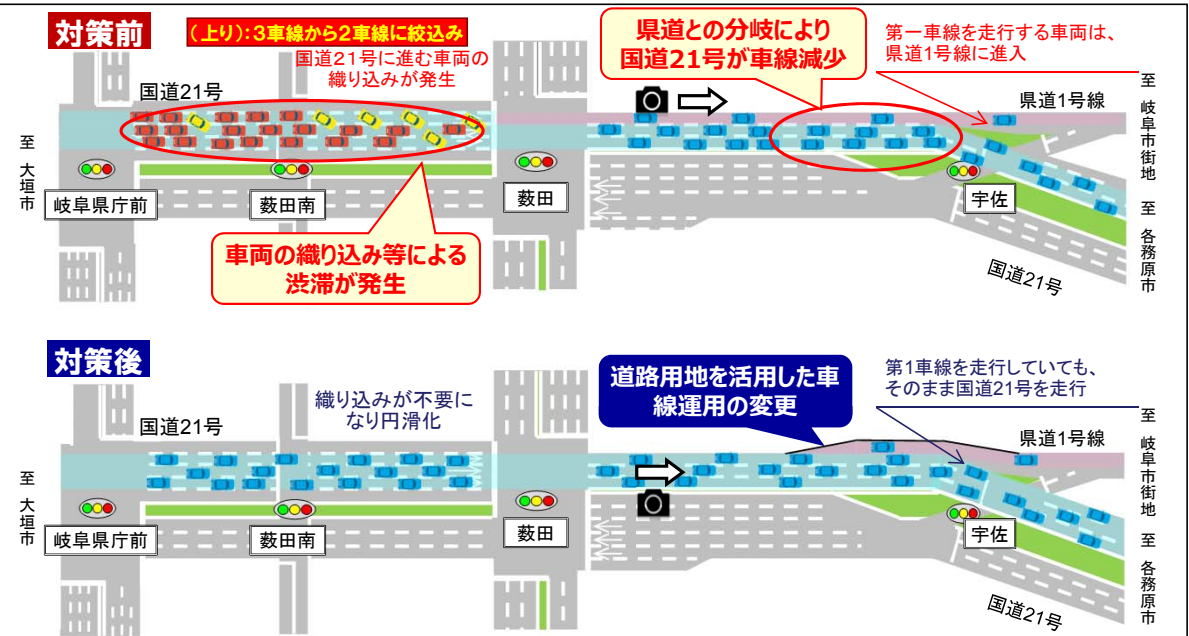 対策前
(上り):3車線から2車線に絞込み
国道21号に進む車両の
織り込みが発生
国道21号
県道との分岐により
国道21号が車線減少
第一車線を走行する車両は、
県道1号線に進入
県道1号線
至 岐阜市街地
至 各務原市
至 大垣市
岐阜県庁前
薮田南
薮田
宇佐
国道21号
車両の織り込み等による
渋滞が発生
対策後
織り込みが不要に
なり円滑化
国道21号
道路用地を活用した車
線運用の変更
第1車線を走行していても、
そのまま国道21号を走行
県道1号線
至 岐阜市街地
至 各務原市
至 大垣市
岐阜県庁前
薮田南
薮田
宇佐
国道21号